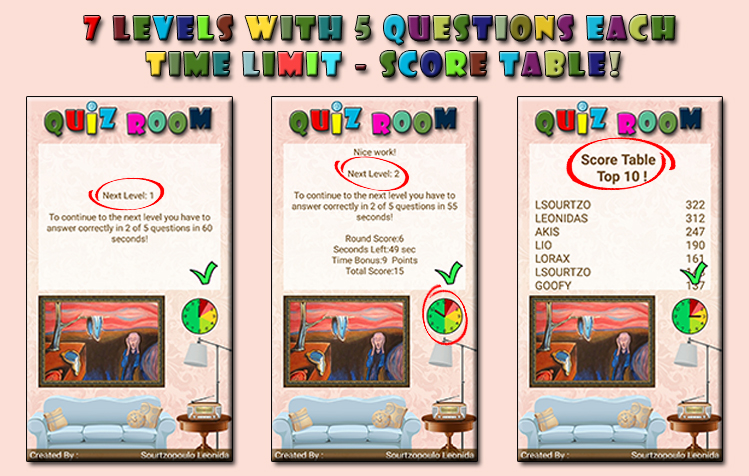 7 LEVELS WITH 5 QUESTIONS EACH
TIME LIMIT - SCORE TABLE!
QUIZ ROOM
Next Level: 1
To continue to the next level you have to
answer correctly in 2 of 5 questions in 60
seconds!
Created By :
Sourtzopoulo Leonida
QUIZ ROOM
Nice work!
Next Level: 2
To continue to the next level you have to
answer correctly in 2 of 5 questions in 55
seconds!
Round Score:6
Seconds Left:49 sec
Time Bonus:9 Points
Total Score:15
Created By :
Sourtzopoulo Leonida
QUIZ ROOM
Score Table
Top 10 !
LSOURTZO 322
LEONIDAS 312
AKIS 247
LIO 190
LORAX 161
LSOURTZO
GOOFY 137
Created By :
Sourtzopoulo Leonida